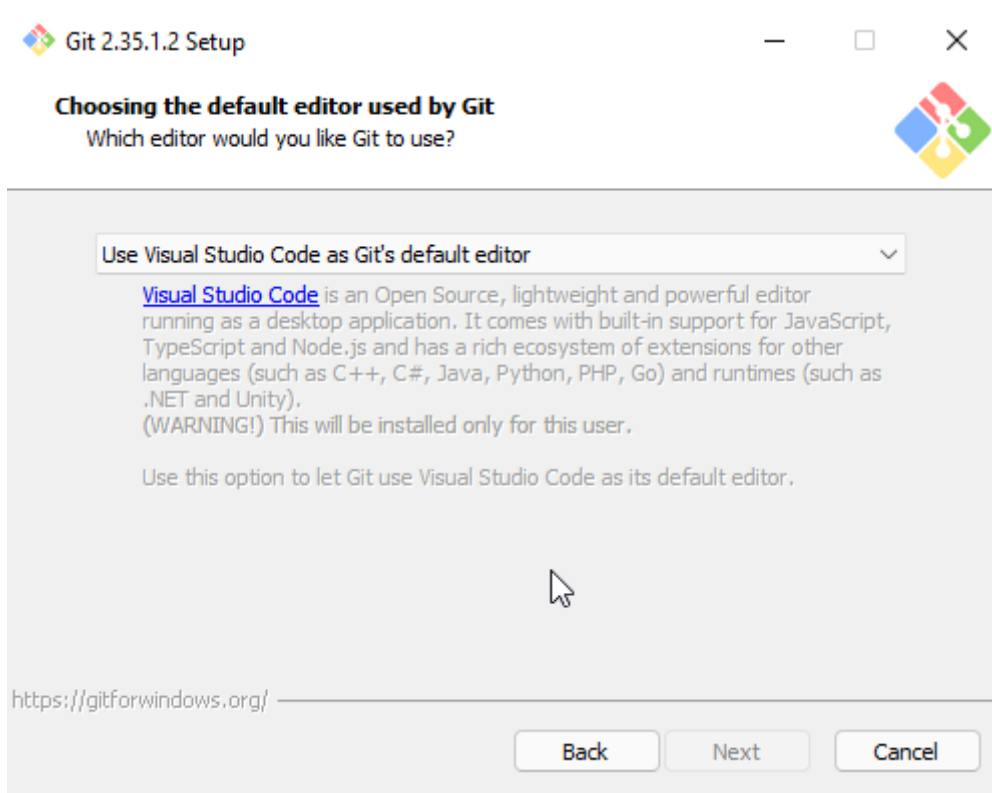 Git 2.35.1.2 Setup
Choosing the default editor used by Git
Which editor would you like Git to use?
Use Visual Studio Code as Git's default editor
Visual Studio Code is an Open Source, lightweight and powerful editor
running as a desktop application. It comes with built-in support for JavaScript,
TypeScript and Node.js and has a rich ecosystem of extensions for other
languages (such as C++, C#, Java, Python, PHP, Go) and runtimes (such as
.NET and Unity).
(WARNING!) This will be installed only for this user.
Use this option to let Git use Visual Studio Code as its default editor.
https://gitforwindows.org/
Back Next Cancel